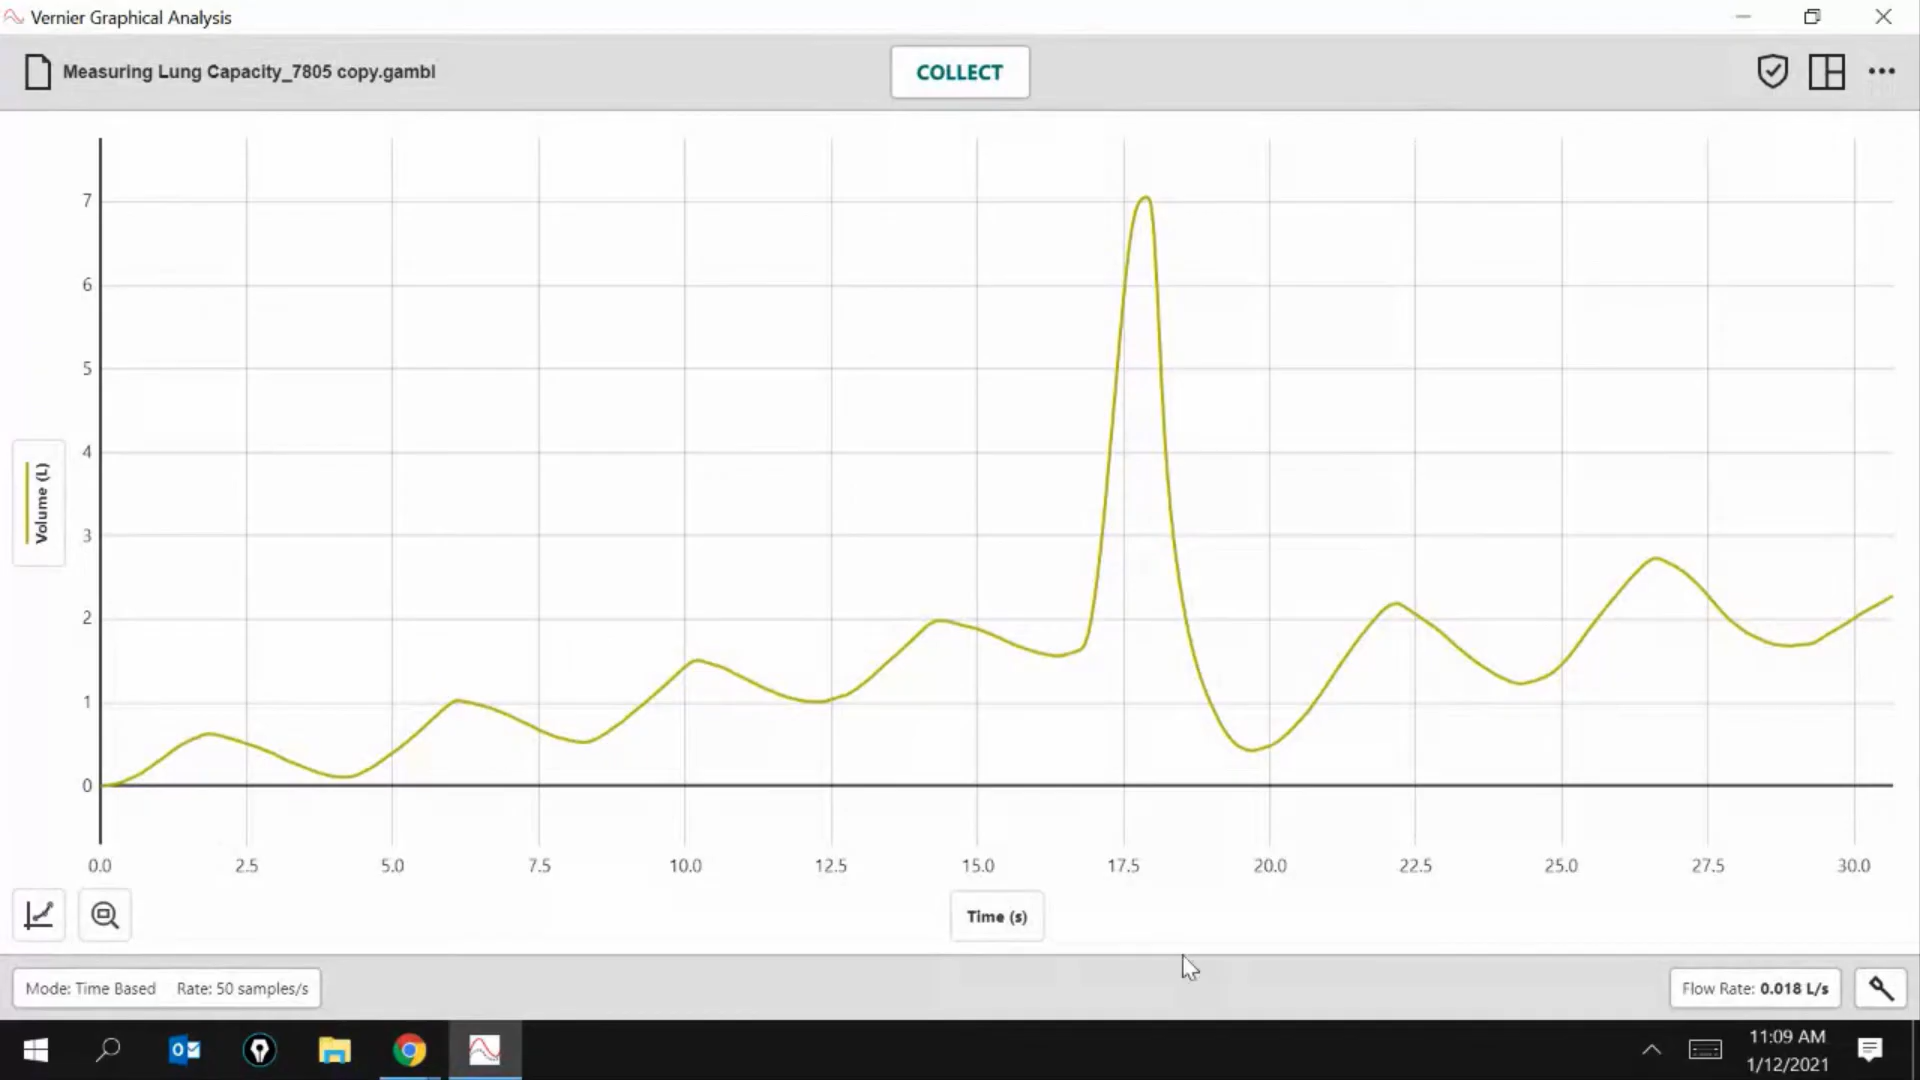 Vernier Graphical Analysis
Measuring Lung Capacity_7805 copy.gambl
COLLECT
7
6
5
4
3
2
1
0
Volume (L)
0.0 2.5 5.0 7.5 10.0 12.5 15.0 17.5 20.0 22.5 25.0 27.5 30.0
Time (s)
Mode: Time Based Rate: 50 samples/s
Flow Rate: 0.018 L/s
11:09 AM
1/12/2021